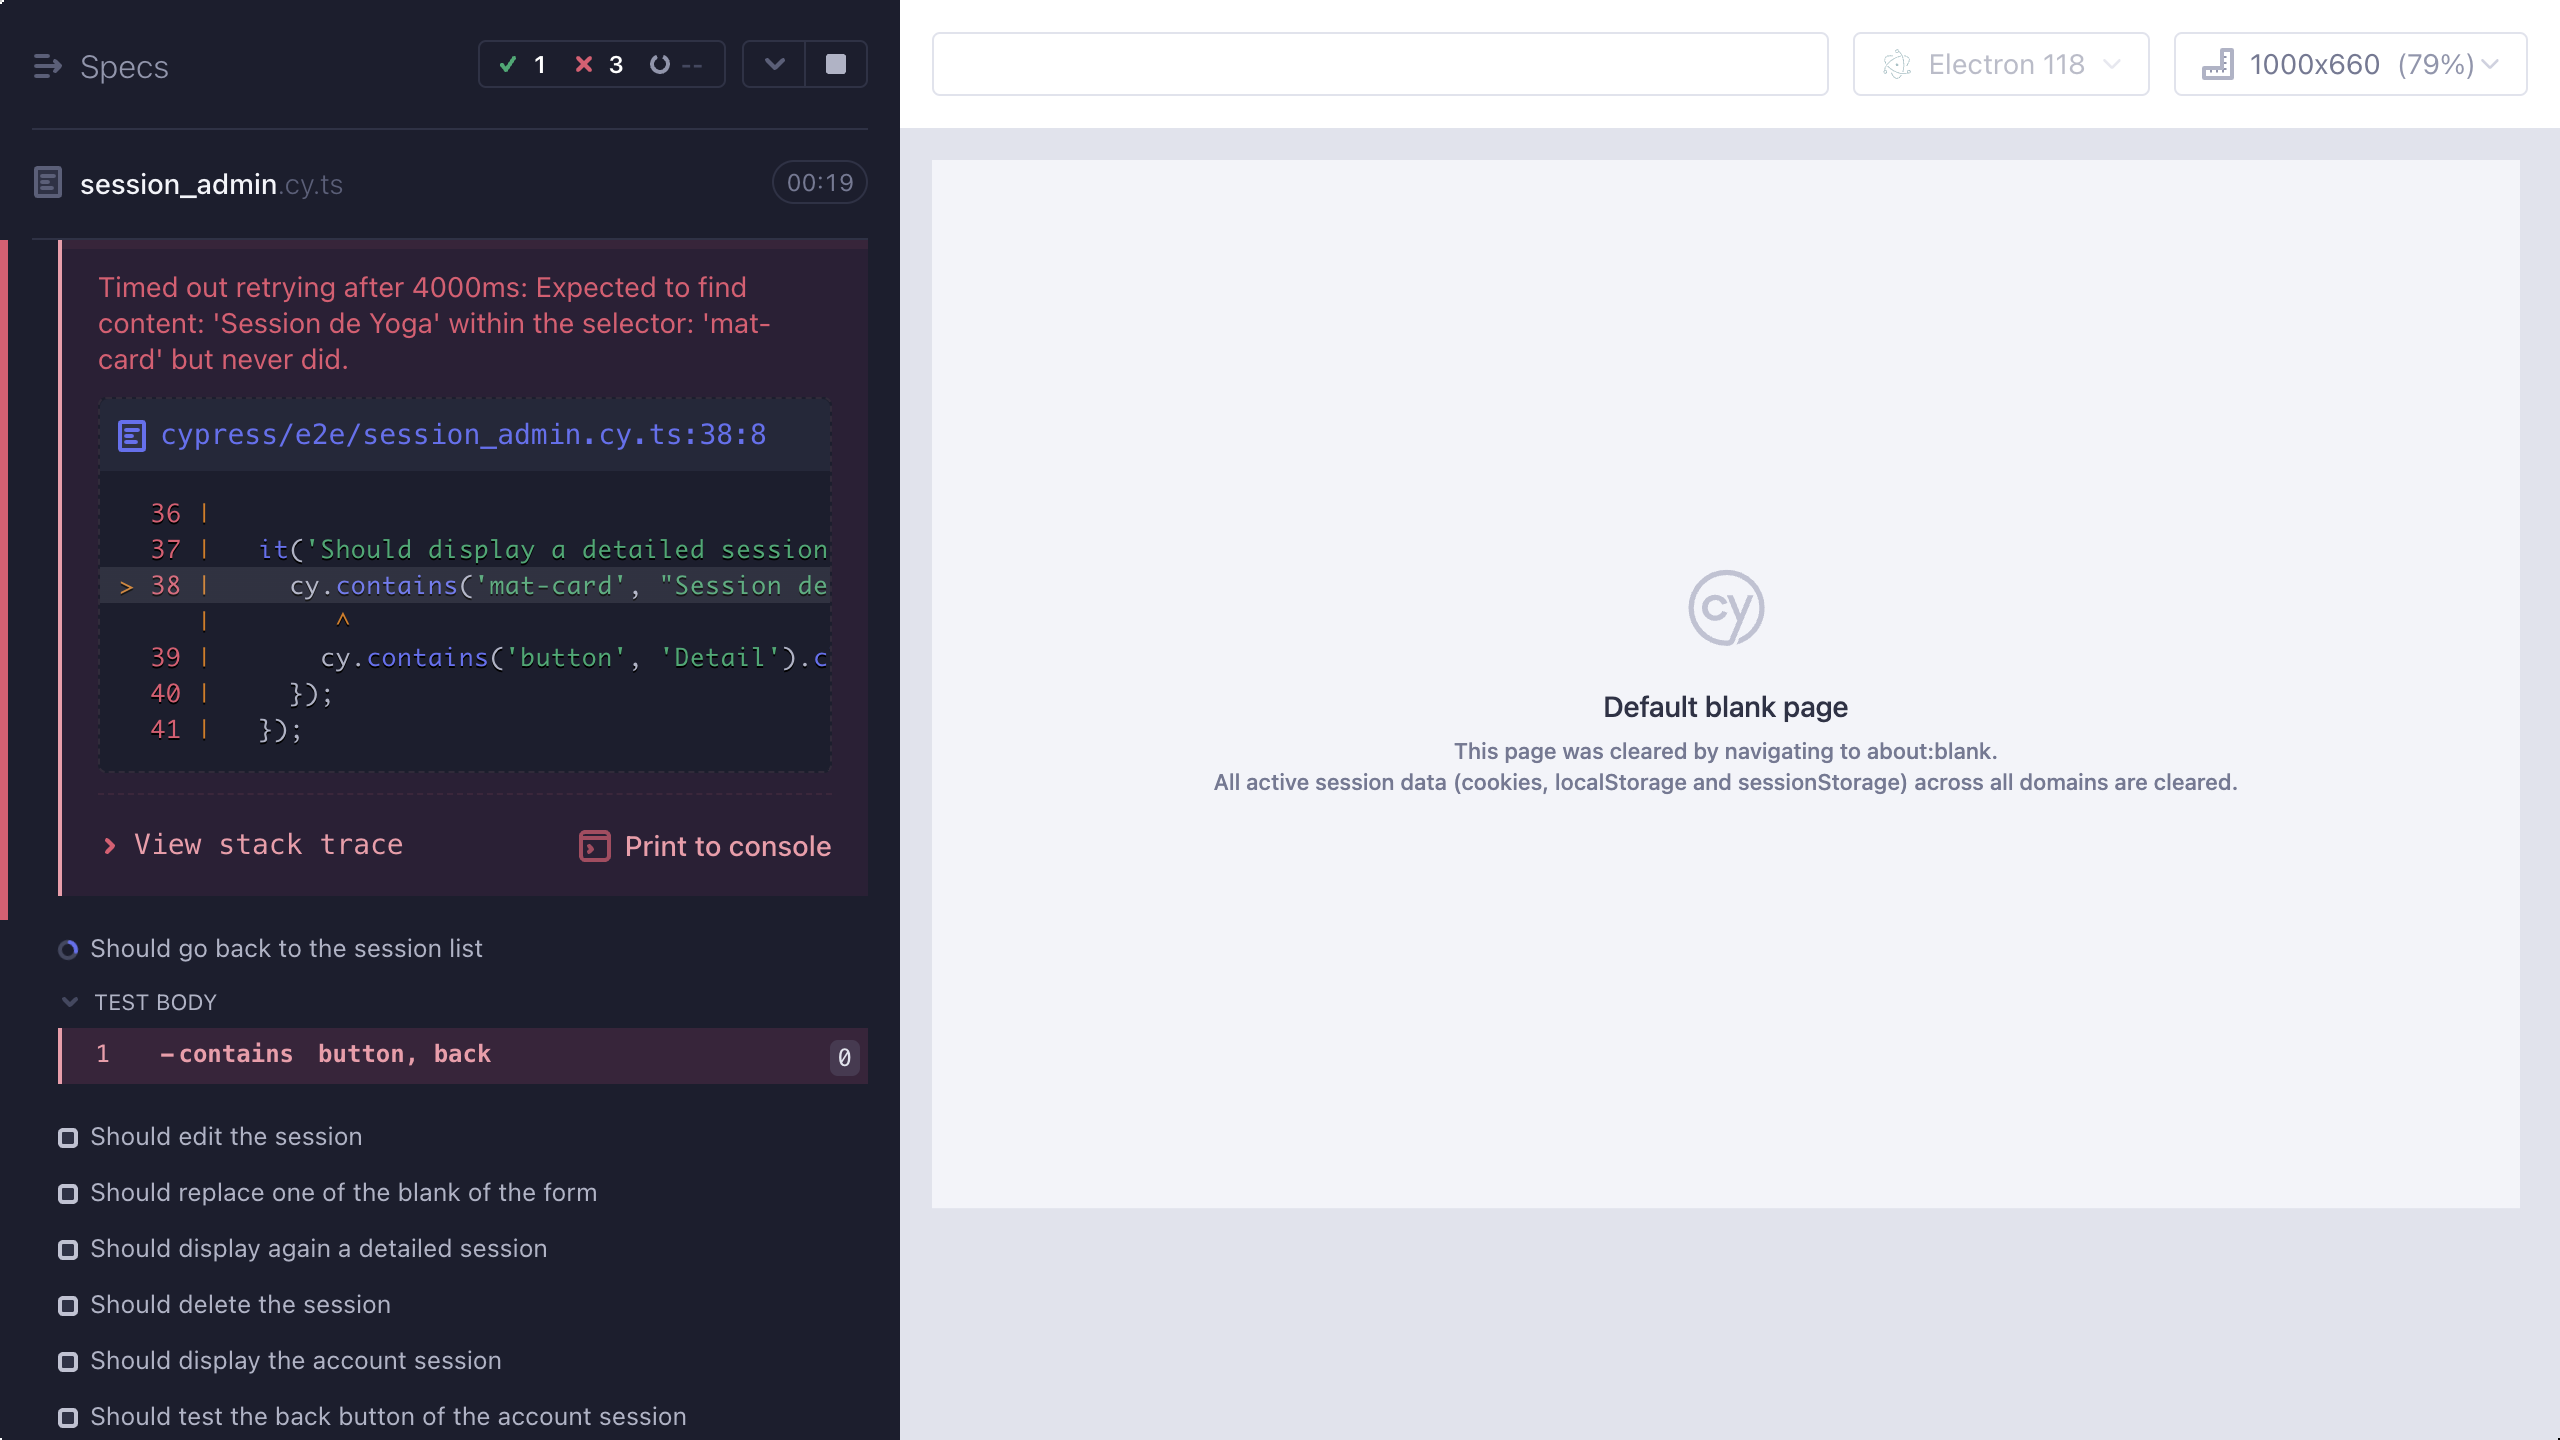 Specs
1 3 --
Electron 118
1000x660 (79%)
session_admin.cy.ts
00:19
Timed out retrying after 4000ms: Expected to find
content: 'Session de Yoga' within the selector: 'mat-
card' but never did.
cypress/e2e/session_admin.cy.ts:38:8
36 |
37 | it('Should display a detailed session
> 38 | cy.contains('mat-card', "Session de
| ^
39 | cy.contains('button', 'Detail').c
40 | });
41 | });
View stack trace
Print to console
Should go back to the session list
TEST BODY
1 -contains button, back 0
Should edit the session
Should replace one of the blank of the form
Should display again a detailed session
Should delete the session
Should display the account session
Should test the back button of the account session
cy
Default blank page
This page was cleared by navigating to about:blank.
All active session data (cookies, localStorage and sessionStorage) across all domains are cleared.